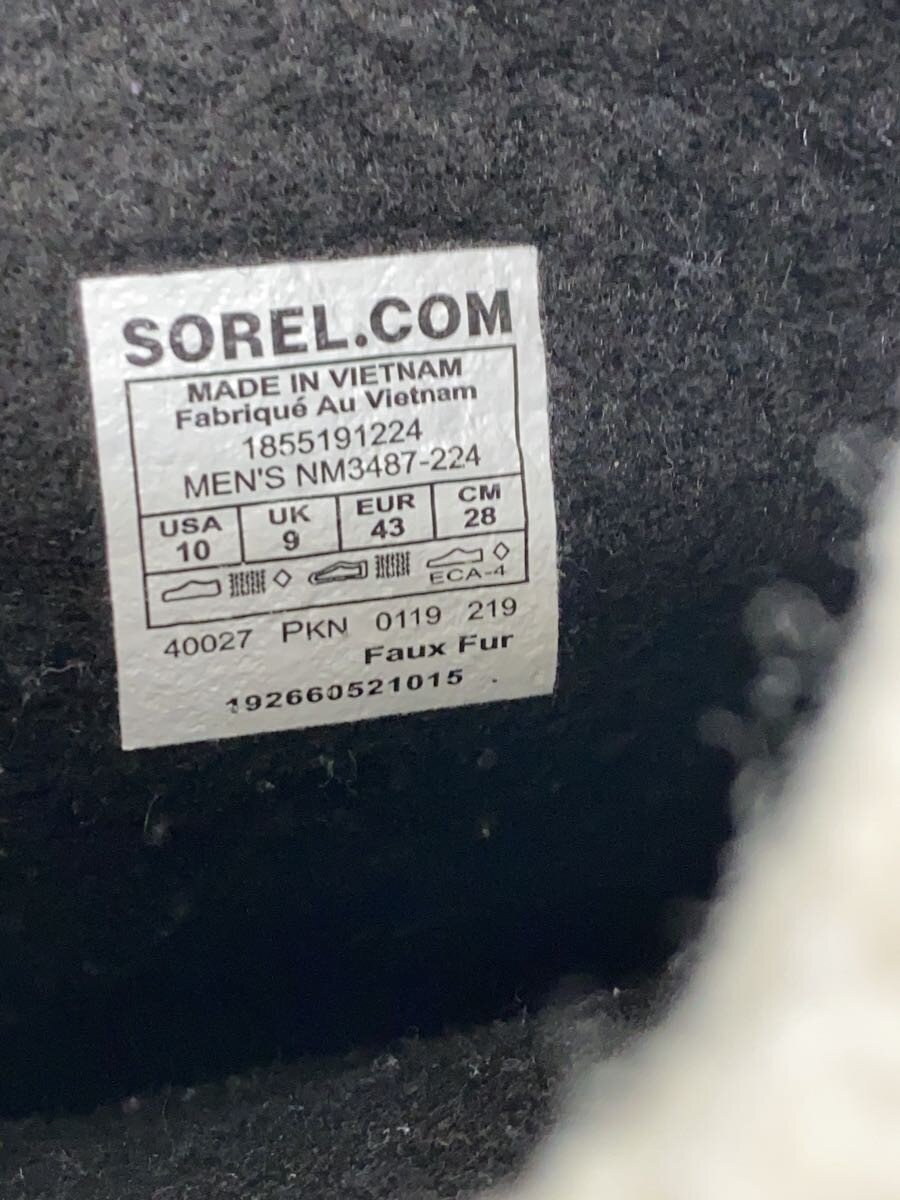 SOREL.COM
MADE IN VIETNAM
Fabriqué Au Vietnam
1855191224
MEN'S NM3487-224
USA UK EUR CM
10 9 43 28
ECA-4
40027 PKN 0119 219
Faux Fur
192660521015